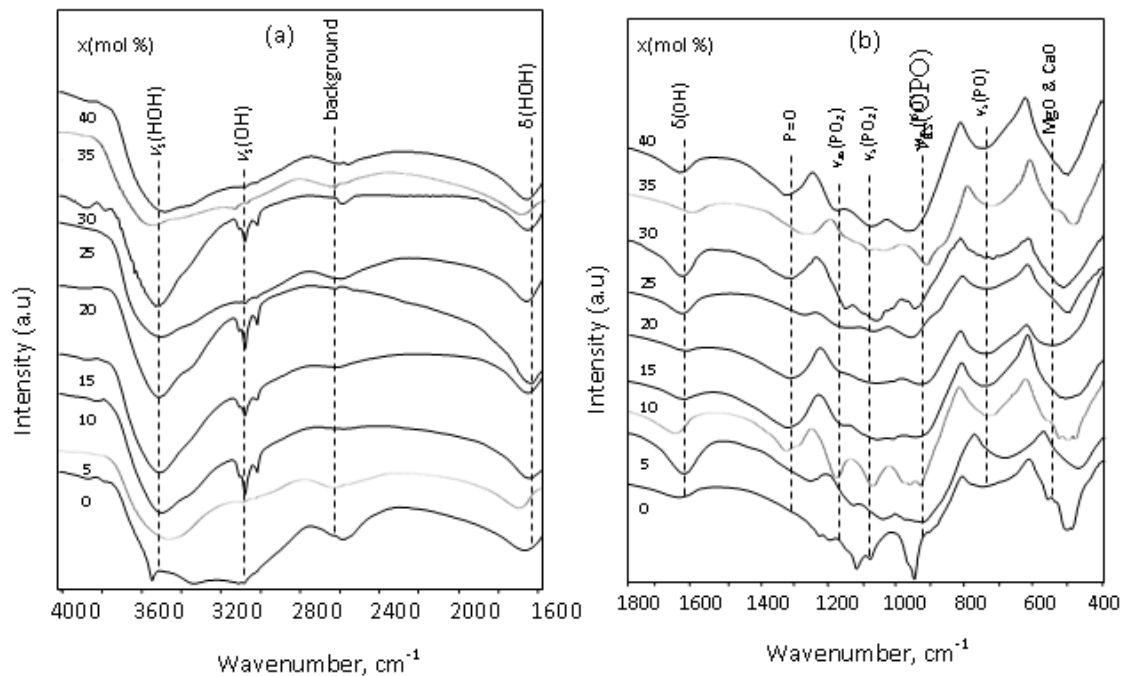 (a)
x(mol %)
40
35
30
25
20
15
10
5
0
νs(HOH)
νs(OH)
background
δ(HOH)
Intensity (a.u)
4000 3600 3200 2800 2400 2000 1600
Wavenumber, cm-1
(b)
x(mol %)
40
35
30
25
20
15
10
5
0
δ(OH)
P=O
νas(PO2)
νs(PO2)
νs(PO)
MgO & CaO
Intensity (a.u)
1800 1600 1400 1200 1000 800 600 400
Wavenumber, cm-1